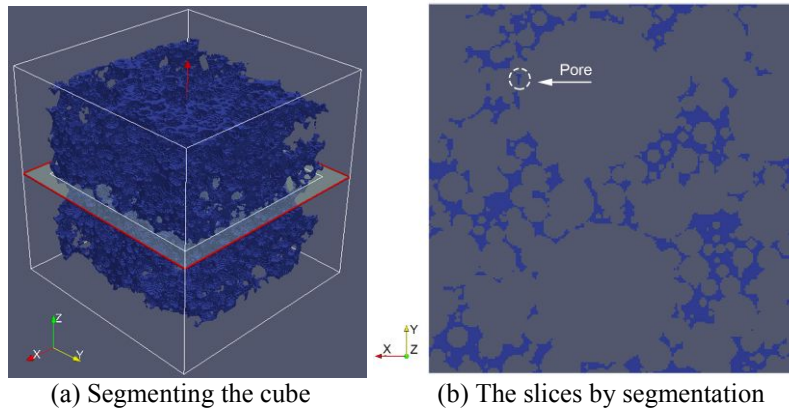 Z
X
Y
(a) Segmenting the cube
Pore
Y
X
Z
(b) The slices by segmentation